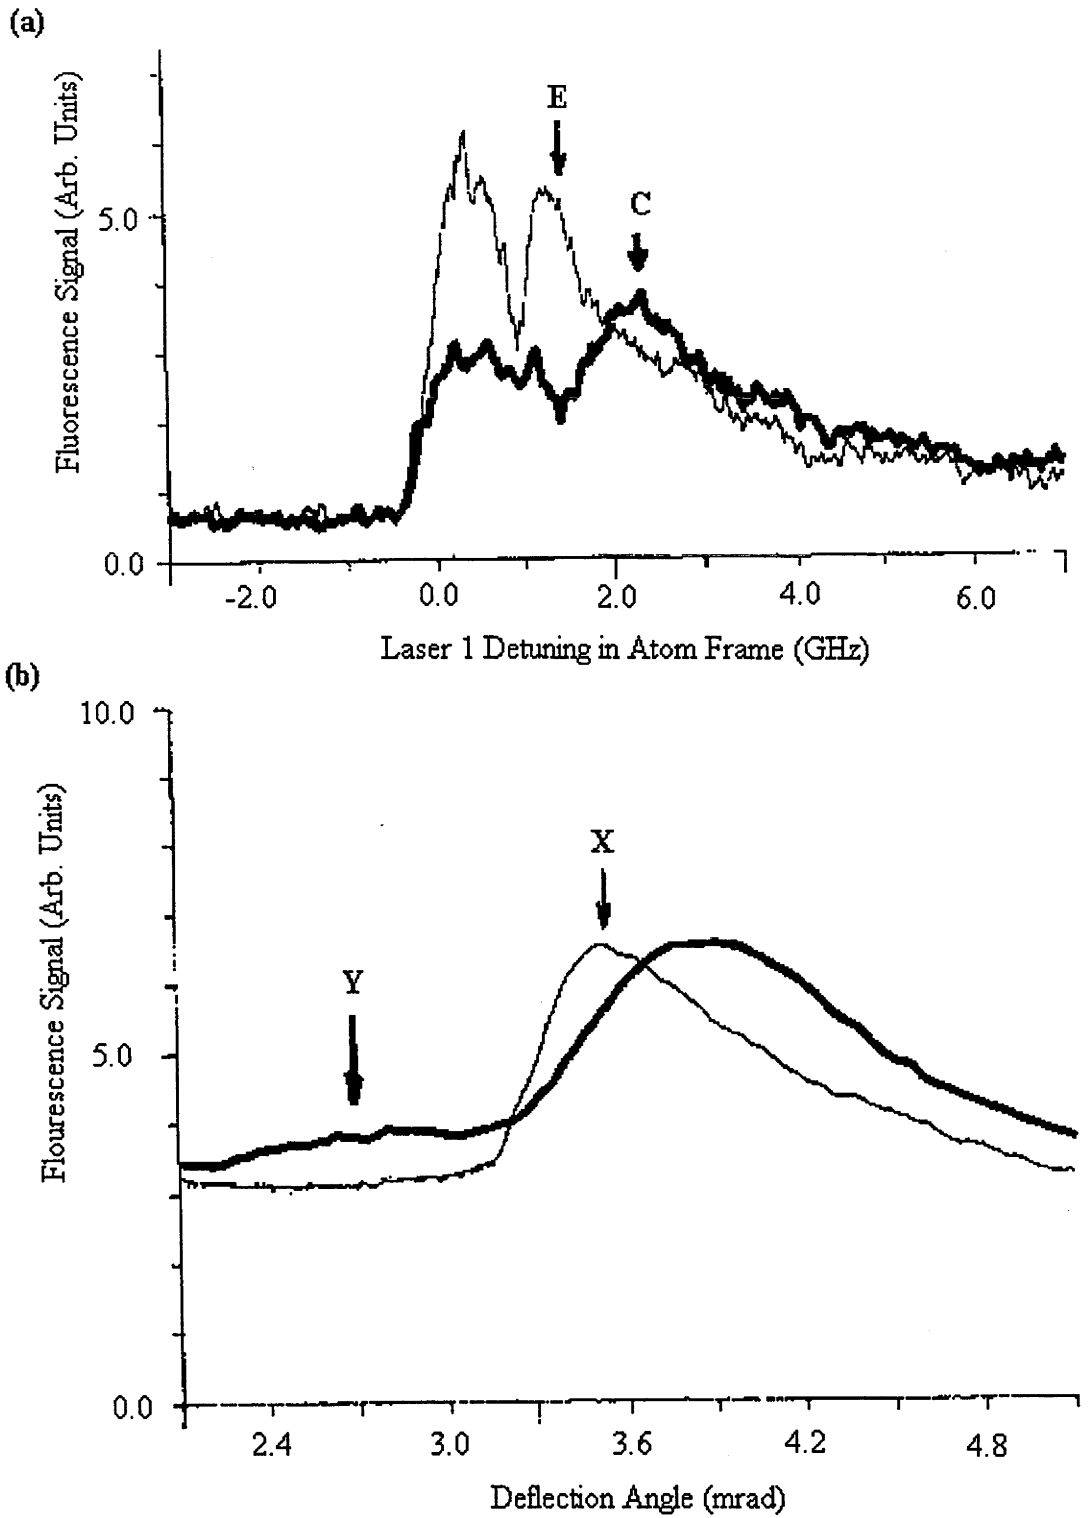 (a)
Fluorescence Signal (Arb. Units)
E
C
5.0
0.0
-2.0 0.0 2.0 4.0 6.0
Laser 1 Detuning in Atom Frame (GHz)
(b)
10.0
Flourescence Signal (Arb. Units)
X
Y
5.0
0.0
2.4 3.0 3.6 4.2 4.8
Deflection Angle (mrad)